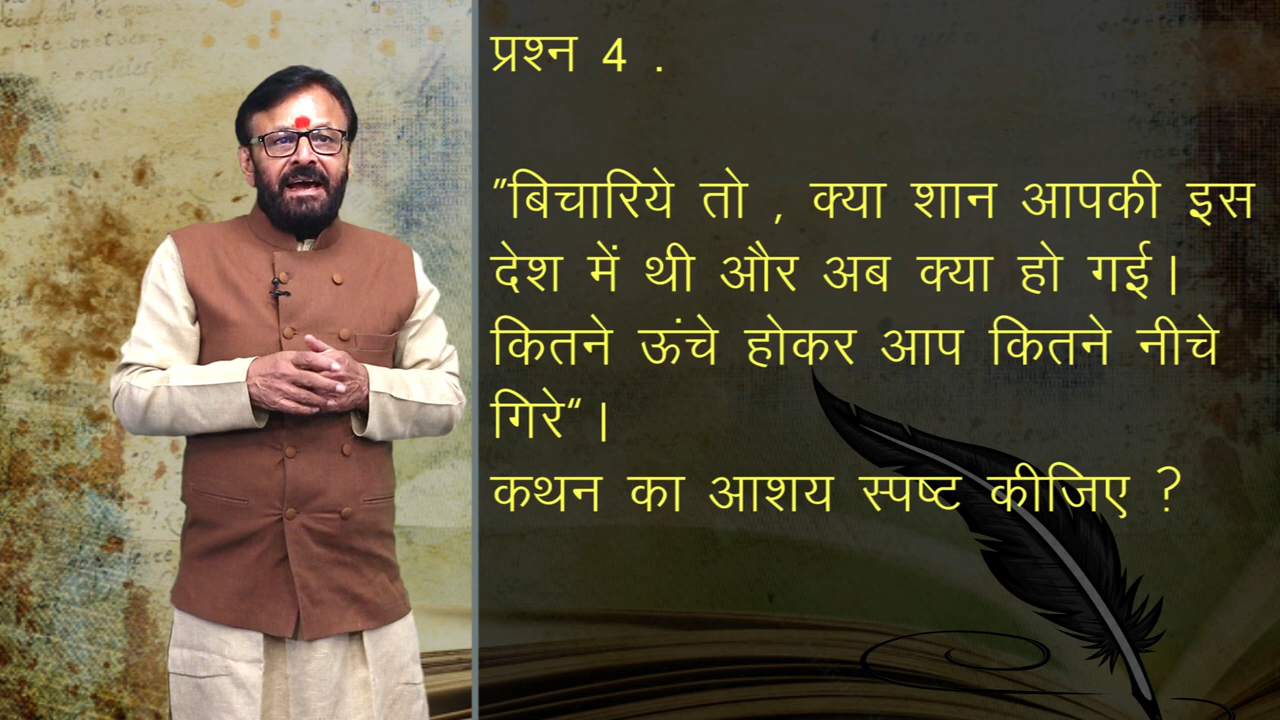 प्रश्न 4 .
"बिचारिये तो , क्या शान आपकी इस
देश में थी और अब क्या हो गई।
कितने ऊंचे होकर आप कितने नीचे
गिरे“ ।
कथन का आशय स्पष्ट कीजिए ?